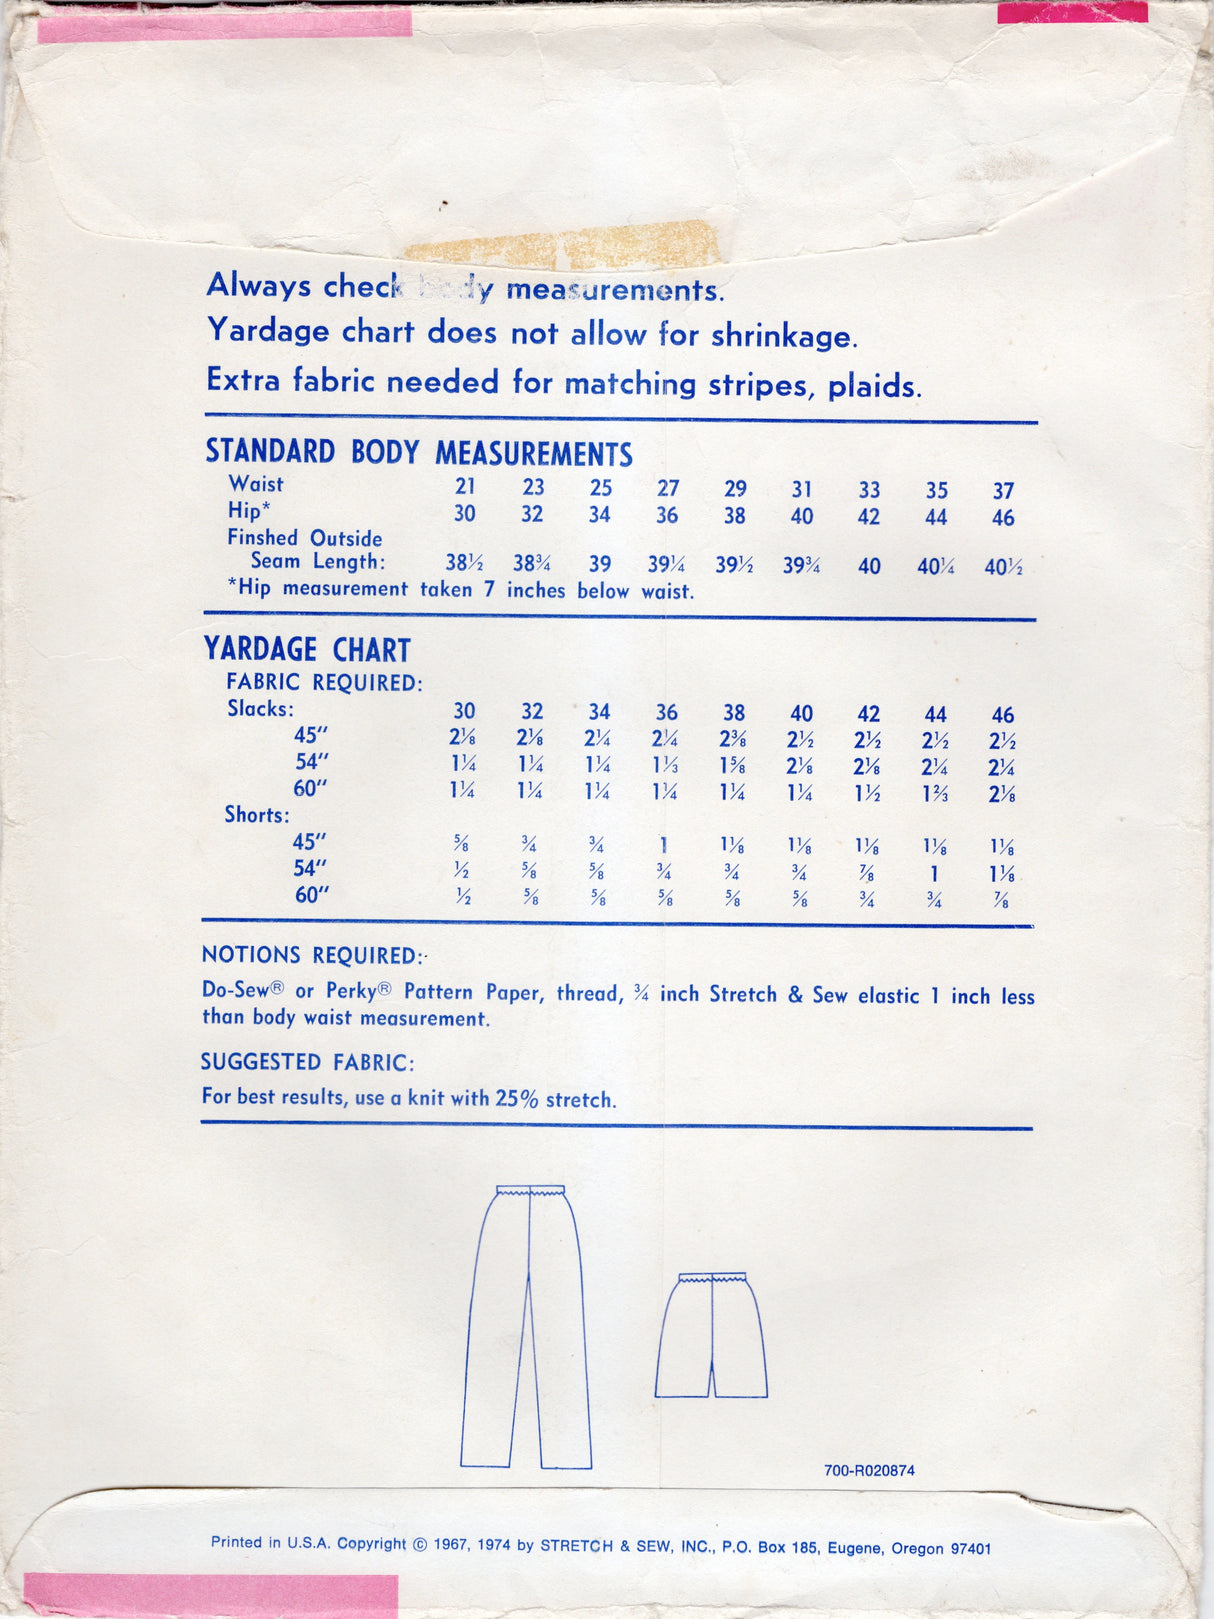 Always check body measurements.
Yardage chart does not allow for shrinkage.
Extra fabric needed for matching stripes, plaids.
STANDARD BODY MEASUREMENTS
Waist 21 23 25 27 29 31 33 35 37
Hip* 30 32 34 36 38 40 42 44 46
Finshed Outside
Seam Length: 38½ 38¾ 39 39¼ 39½ 39¾ 40 40¼ 40½
*Hip measurement taken 7 inches below waist.
YARDAGE CHART
FABRIC REQUIRED:
Slacks: 30 32 34 36 38 40 42 44 46
45" 2⅛ 2⅛ 2¼ 2¼ 2⅜ 2½ 2½ 2½ 2½
54" 1¼ 1¼ 1¼ 1⅓ 1⅝ 2⅛ 2⅛ 2¼ 2¼
60" 1¼ 1¼ 1¼ 1¼ 1¼ 1¼ 1½ 1⅔ 2⅛
Shorts:
45" ⅝ ¾ ¾ 1 1⅛ 1⅛ 1⅛ 1⅛ 1⅛
54" ½ ⅝ ⅝ ¾ ¾ ¾ ⅞ 1 1⅛
60" ½ ⅝ ⅝ ⅝ ⅝ ⅝ ¾ ¾ ⅞
NOTIONS REQUIRED:
Do-Sew® or Perky® Pattern Paper, thread, ¾ inch Stretch & Sew elastic 1 inch less
than body waist measurement.
SUGGESTED FABRIC:
For best results, use a knit with 25% stretch.
700-R020874
Printed in U.S.A. Copyright © 1967, 1974 by STRETCH & SEW, INC., P.O. Box 185, Eugene, Oregon 97401